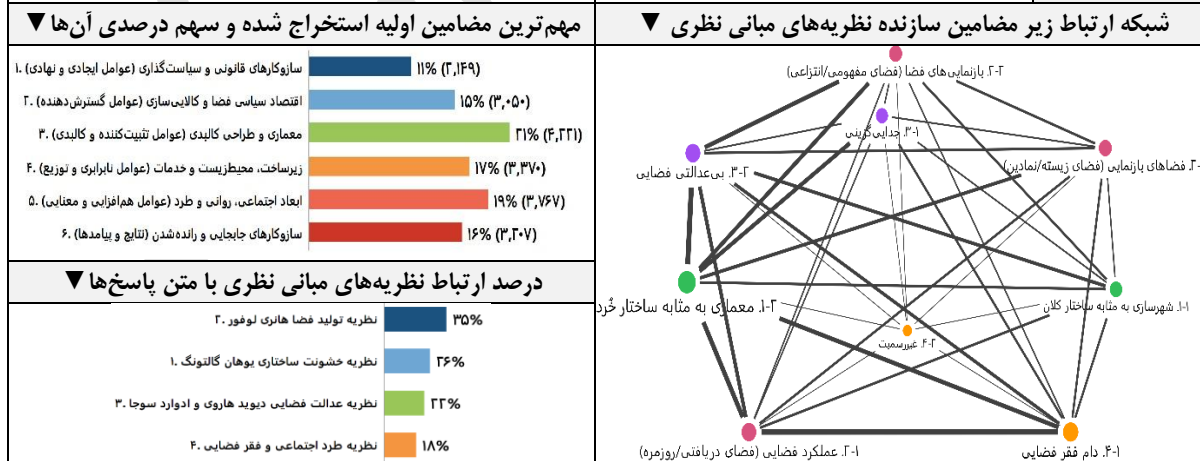 شبکه ارتباط زیر مضامین سازنده نظریه‌های مبانی نظری ▼
۲-۲. بازنمایی‌های فضا (فضای مفهومی/انتزاعی)
۳-۱. جدایی‌گزینی
۳-۲. بی‌عدالتی فضایی
۲-. فضاهای بازنمایی (فضای زیسته/نمادین)
۱-۲. معماری به مثابه ساختار خُرد
۱-۱. شهرسازی به مثابه ساختار کلان
۴-۲. غیررسمیت
۲-۱. عملکرد فضایی (فضای دریافتی/روزمره)
۴-۱. دام فقر فضایی
مهم‌ترین مضامین اولیه استخراج شده و سهم درصدی آن‌ها ▼
۱. سازوکارهای قانونی و سیاست‌گذاری (عوامل ایجادی و نهادی) ۱۱% (۲,۱۴۹)
۲. اقتصاد سیاسی فضا و کالایی‌سازی (عوامل گسترش‌دهنده) ۱۵% (۳,۰۵۰)
۳. معماری و طراحی کالبدی (عوامل تثبیت‌کننده و کالبدی) ۲۱% (۴,۲۲۱)
۴. زیرساخت، محیط‌زیست و خدمات (عوامل نابرابری و توزیع) ۱۷% (۳,۳۷۰)
۵. ابعاد اجتماعی، روانی و طرد (عوامل هم‌افزایی و معنایی) ۱۹% (۳,۷۶۷)
۶. سازوکارهای جابجایی و رانده‌شدن (نتایج و پیامدها) ۱۶% (۳,۲۰۷)
درصد ارتباط نظریه‌های مبانی نظری با متن پاسخ‌ها ▼
۲. نظریه تولید فضا هانری لوفور ۳۵%
۱. نظریه خشونت ساختاری یوهان گالتونگ ۲۶%
۳. نظریه عدالت فضایی دیوید هاروی و ادوارد سوجا ۲۲%
۴. نظریه طرد اجتماعی و فقر فضایی ۱۸%